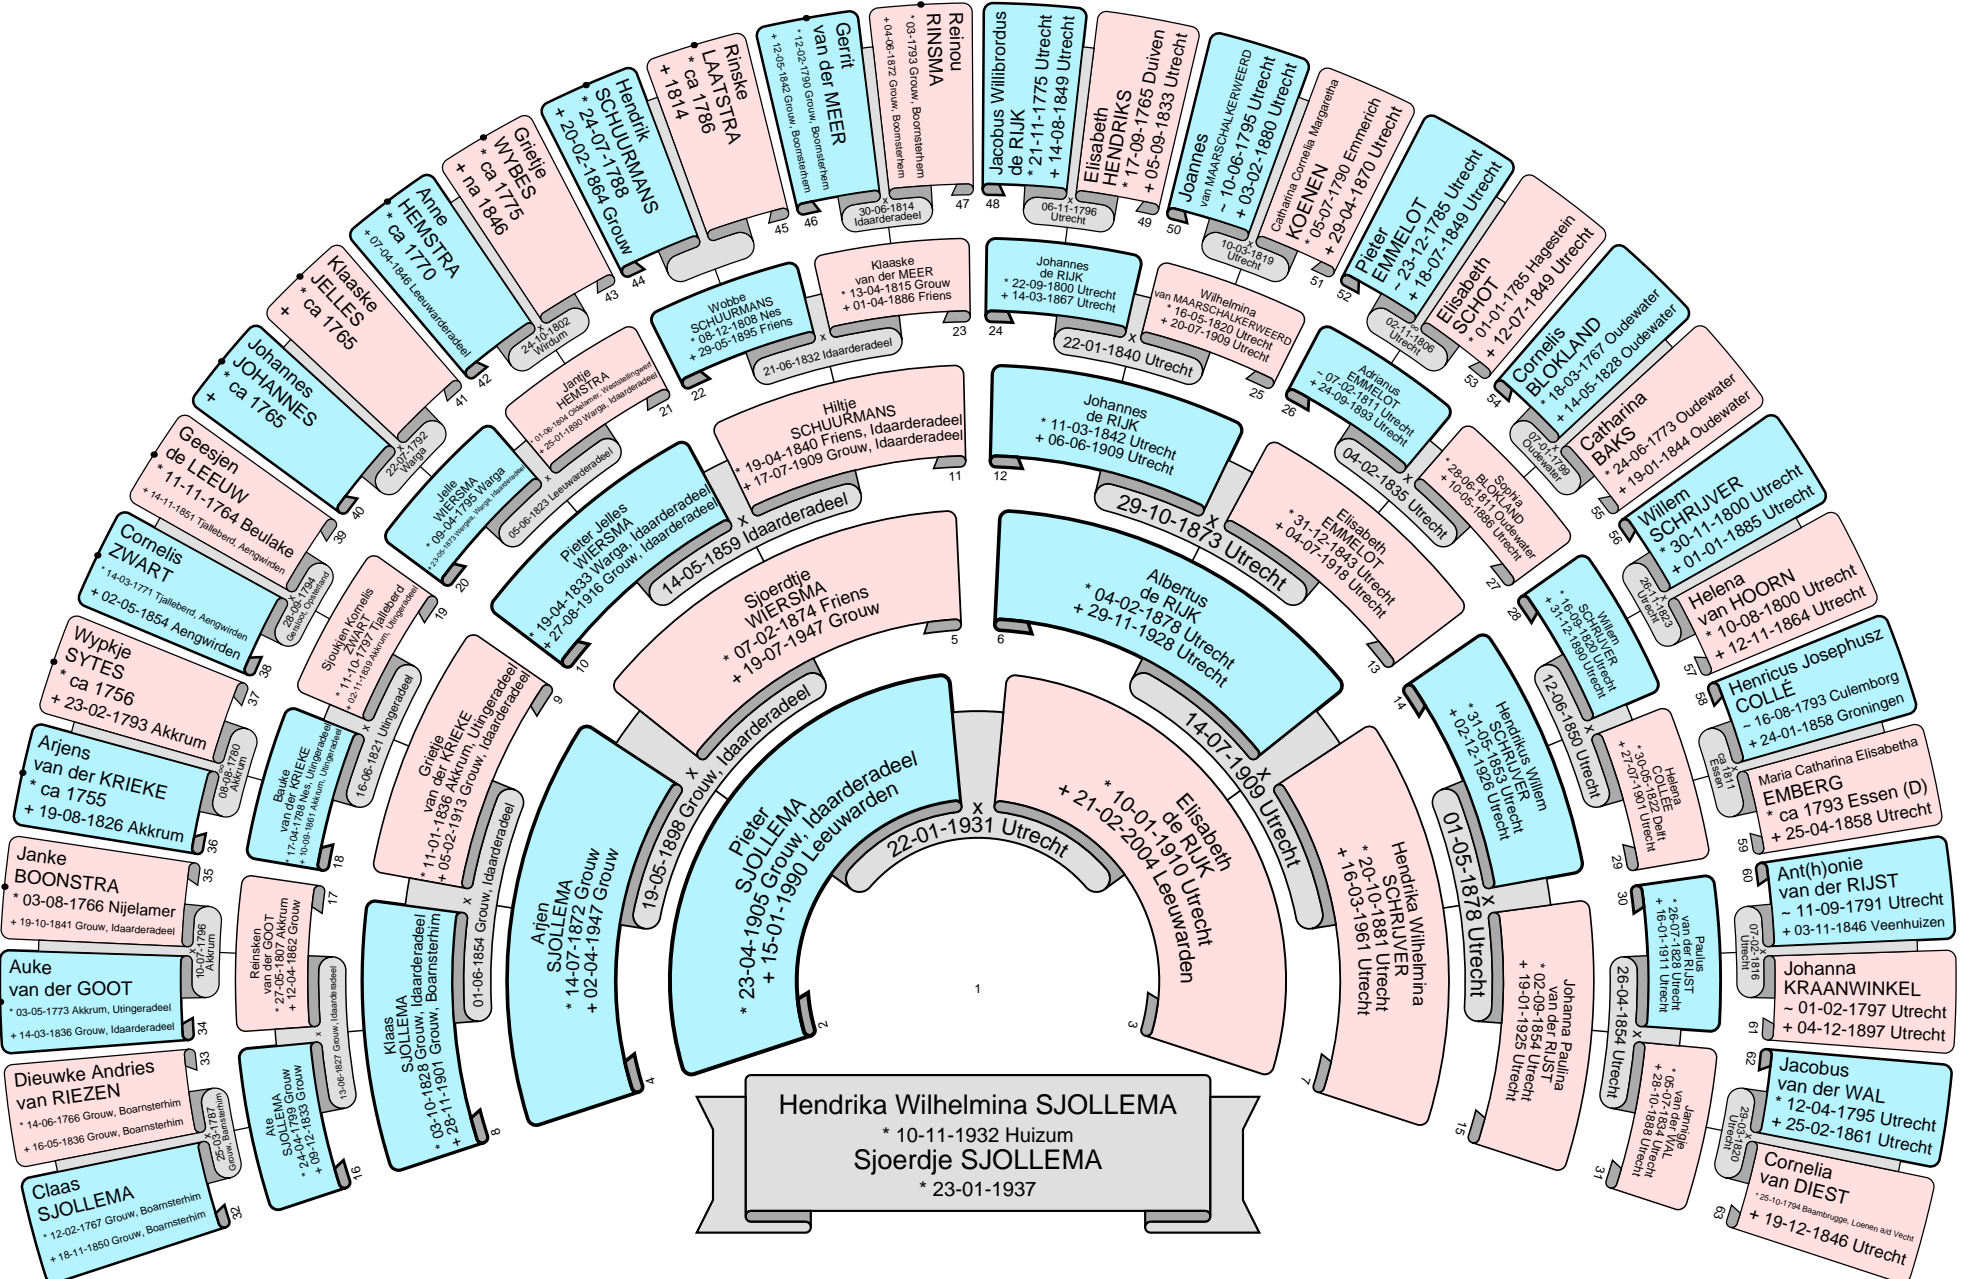 Hendrika Wilhelmina SJOLLEMA
* 10-11-1932 Huizum
Sjoerdje SJOLLEMA
* 23-01-1937
1
Pieter
SJOLLEMA
* 23-04-1905 Grouw, Idaarderadeel
+ 15-01-1990 Leeuwarden
2
x
22-01-1931 Utrecht
Elisabeth
de RIJK
* 10-01-1910 Utrecht
+ 21-02-2004 Leeuwarden
3
Arjen
SJOLLEMA
* 14-07-1872 Grouw
+ 02-04-1947 Grouw
4
x
19-05-1898 Grouw, Idaarderadeel
Sjoerdtje
WIERSMA
* 07-02-1874 Friens
+ 19-07-1947 Grouw
5
Albertus
de RIJK
* 04-02-1878 Utrecht
+ 29-11-1928 Utrecht
6
x
14-07-1909 Utrecht
Hendrika Wilhelmina
SCHRIJVER
* 20-10-1881 Utrecht
+ 16-03-1961 Utrecht
7
Klaas
SJOLLEMA
* 03-10-1828 Grouw, Idaarderadeel
+ 28-11-1901 Grouw, Boarnsterhim
8
x
01-06-1854 Grouw, Idaarderadeel
Grietje
van der KRIEKE
* 11-01-1836 Akkrum, Utingeradeel
+ 05-02-1913 Grouw, Idaarderadeel
9
Pieter Jelles
WIERSMA
* 19-04-1833 Warga, Idaarderadeel
+ 27-08-1916 Grouw, Idaarderadeel
10
x
14-05-1859 Idaarderadeel
Hiltje
SCHUURMANS
* 19-04-1840 Friens, Idaarderadeel
+ 17-07-1909 Grouw, Idaarderadeel
11
Johannes
de RIJK
* 11-03-1842 Utrecht
+ 06-06-1909 Utrecht
12
x
29-10-1873 Utrecht
Elisabeth
EMMELOT
* 31-12-1843 Utrecht
+ 04-07-1918 Utrecht
13
Hendrikus Willem
SCHRIJVER
* 31-05-1853 Utrecht
+ 02-12-1926 Utrecht
14
x
01-05-1878 Utrecht
Johanna Paulina
van der RIJST
* 02-09-1854 Utrecht
+ 19-01-1925 Utrecht
15
Ate
SJOLLEMA
* 24-04-1799 Grouw
+ 09-12-1833 Grouw
16
x
13-06-1827 Grouw, Idaarderadeel
Reinsken
van der GOOT
* 27-05-1807 Akkrum
+ 12-04-1862 Grouw
17
Bauke
van der KRIEKE
* 17-04-1788 Nes, Utingeradeel
+ 10-09-1861 Akkrum, Utingeradeel
18
x
16-06-1821 Utingeradeel
Sjoukjen Kornelis
ZWART
* 11-10-1797 Tjalleberd
+ 02-11-1839 Akkrum, Utingeradeel
19
Jelle
WIERSMA
* 09-04-1795 Warga
* 23-05-1873 Wergea, Warga, Idaarderadeel
20
x
05-06-1823 Leeuwarderadeel
Jantje
HEMSTRA
* 01-06-1804 Oldelamer, Weststellingwerf
+ 25-01-1890 Warga, Idaarderadeel
21
Wobbe
SCHUURMANS
* 08-12-1808 Nes
+ 29-05-1895 Friens
22
x
21-06-1832 Idaarderadeel
Klaaske
van der MEER
* 13-04-1815 Grouw
+ 01-04-1886 Friens
23
Johannes
de RIJK
* 22-09-1800 Utrecht
+ 14-03-1867 Utrecht
24
x
22-01-1840 Utrecht
Wilhelmina
van MAARSCHALKERWEERD
* 16-05-1820 Utrecht
+ 20-07-1909 Utrecht
25
Adrianus
EMMELOT
~ 07-02-1811 Utrecht
+ 24-09-1893 Utrecht
26
x
04-02-1835 Utrecht
Sophia
BLOKLAND
* 28-06-1811 Oudewater
+ 10-05-1886 Utrecht
27
Willem
SCHRIJVER
* 16-09-1820 Utrecht
+ 31-12-1890 Utrecht
28
x
12-06-1850 Utrecht
Helena
COLLÉE
* 30-05-1822 Delft
+ 27-07-1901 Utrecht
29
Paulus
van der RIJST
* 26-07-1828 Utrecht
+ 16-01-1911 Utrecht
30
x
26-04-1854 Utrecht
Jannigje
van der WAL
* 05-07-1834 Utrecht
+ 28-10-1888 Utrecht
31
Claas
SJOLLEMA
* 12-02-1767 Grouw, Boarnsterhim
+ 18-11-1850 Grouw, Boarnsterhim
32
x
25-03-1787
Grouw, Barnsterhim
Dieuwke Andries
van RIEZEN
* 14-06-1766 Grouw, Boarnsterhim
+ 16-05-1836 Grouw, Boarnsterhim
33
Auke
van der GOOT
* 03-05-1773 Akkrum, Utingeradeel
+ 14-03-1836 Grouw, Idaarderadeel
34
x
10-07-1796
Akkrum
Janke
BOONSTRA
* 03-08-1766 Nijelamer
+ 19-10-1841 Grouw, Idaarderadeel
35
Arjens
van der KRIEKE
* ca 1755
+ 19-08-1826 Akkrum
36
∞
08-08-1780
Akkrum
Wypkje
SYTES
* ca 1756
+ 23-02-1793 Akkrum
37
Cornelis
ZWART
* 14-03-1771 Tjalleberd, Aengwirden
+ 02-05-1854 Aengwirden
38
x
28-09-1794
Gersloot, Opsterland
Geesjen
de LEEUW
* 11-11-1764 Beulake
+ 14-11-1851 Tjalleberd, Aengwirden
39
Johannes
JOHANNES
* ca 1765
+
40
x
22-07-1792
Warga
Klaaske
JELLES
* ca 1765
+
41
Anne
HEMSTRA
* ca 1770
+ 07-04-1846 Leeuwarderadeel
42
x
24-10-1802
Wirdum
Grietje
WYBES
* ca 1775
+ na 1846
43
Hendrik
SCHUURMANS
* 24-07-1788
+ 20-02-1864 Grouw
44
Rinske
LAATSTRA
* ca 1786
+ 1814
45
Gerrit
van der MEER
* 12-02-1790 Grouw, Boornsterhem
+ 12-05-1842 Grouw, Boornsterhem
46
x
30-06-1814
Idaarderadeel
Reinou
RINSMA
* 03-1793 Grouw, Boornsterhem
+ 04-06-1872 Grouw, Boornsterhem
47
Jacobus Willibrordus
de RIJK
* 21-11-1775 Utrecht
+ 14-08-1849 Utrecht
48
x
06-11-1796
Utrecht
Elisabeth
HENDRIKS
* 17-09-1765 Duiven
+ 05-09-1833 Utrecht
49
Joannes
van MAARSCHALKERWEERD
~ 10-06-1795 Utrecht
+ 03-02-1880 Utrecht
50
x
10-03-1819
Utrecht
Catharina Cornelia Margaretha
KOENEN
* 05-07-1790 Emmerich
+ 29-04-1870 Utrecht
51
Pieter
EMMELOT
~ 23-12-1785 Utrecht
+ 18-07-1849 Utrecht
52
∞
02-11-1806
Utrecht
Elisabeth
SCHOT
* 01-01-1785 Hagestein
+ 12-07-1849 Utrecht
53
Cornelis
BLOKLAND
* 18-03-1767 Oudewater
+ 14-05-1828 Oudewater
54
x
07-01-1799
Oudewater
Catharina
BAKS
* 24-06-1773 Oudewater
+ 19-01-1844 Oudewater
55
Willem
SCHRIJVER
* 30-11-1800 Utrecht
+ 01-01-1885 Utrecht
56
x
26-11-1823
Utrecht
Helena
van HOORN
* 10-08-1800 Utrecht
+ 12-11-1864 Utrecht
57
Henricus Josephusz
COLLÉ
~ 16-08-1793 Culemborg
+ 24-01-1858 Groningen
58
x
ca 1811
Essen
Maria Catharina Elisabetha
EMBERG
* ca 1793 Essen (D)
+ 25-04-1858 Utrecht
59
Ant(h)onie
van der RIJST
~ 11-09-1791 Utrecht
+ 03-11-1846 Veenhuizen
60
x
07-02-1816
Utrecht
Johanna
KRAANWINKEL
~ 01-02-1797 Utrecht
+ 04-12-1897 Utrecht
61
Jacobus
van der WAL
* 12-04-1795 Utrecht
+ 25-02-1861 Utrecht
62
x
29-03-1820
Utrecht
Cornelia
van DIEST
* 25-10-1794 Baambrugge, Loenen a/d Vecht
+ 19-12-1846 Utrecht
63